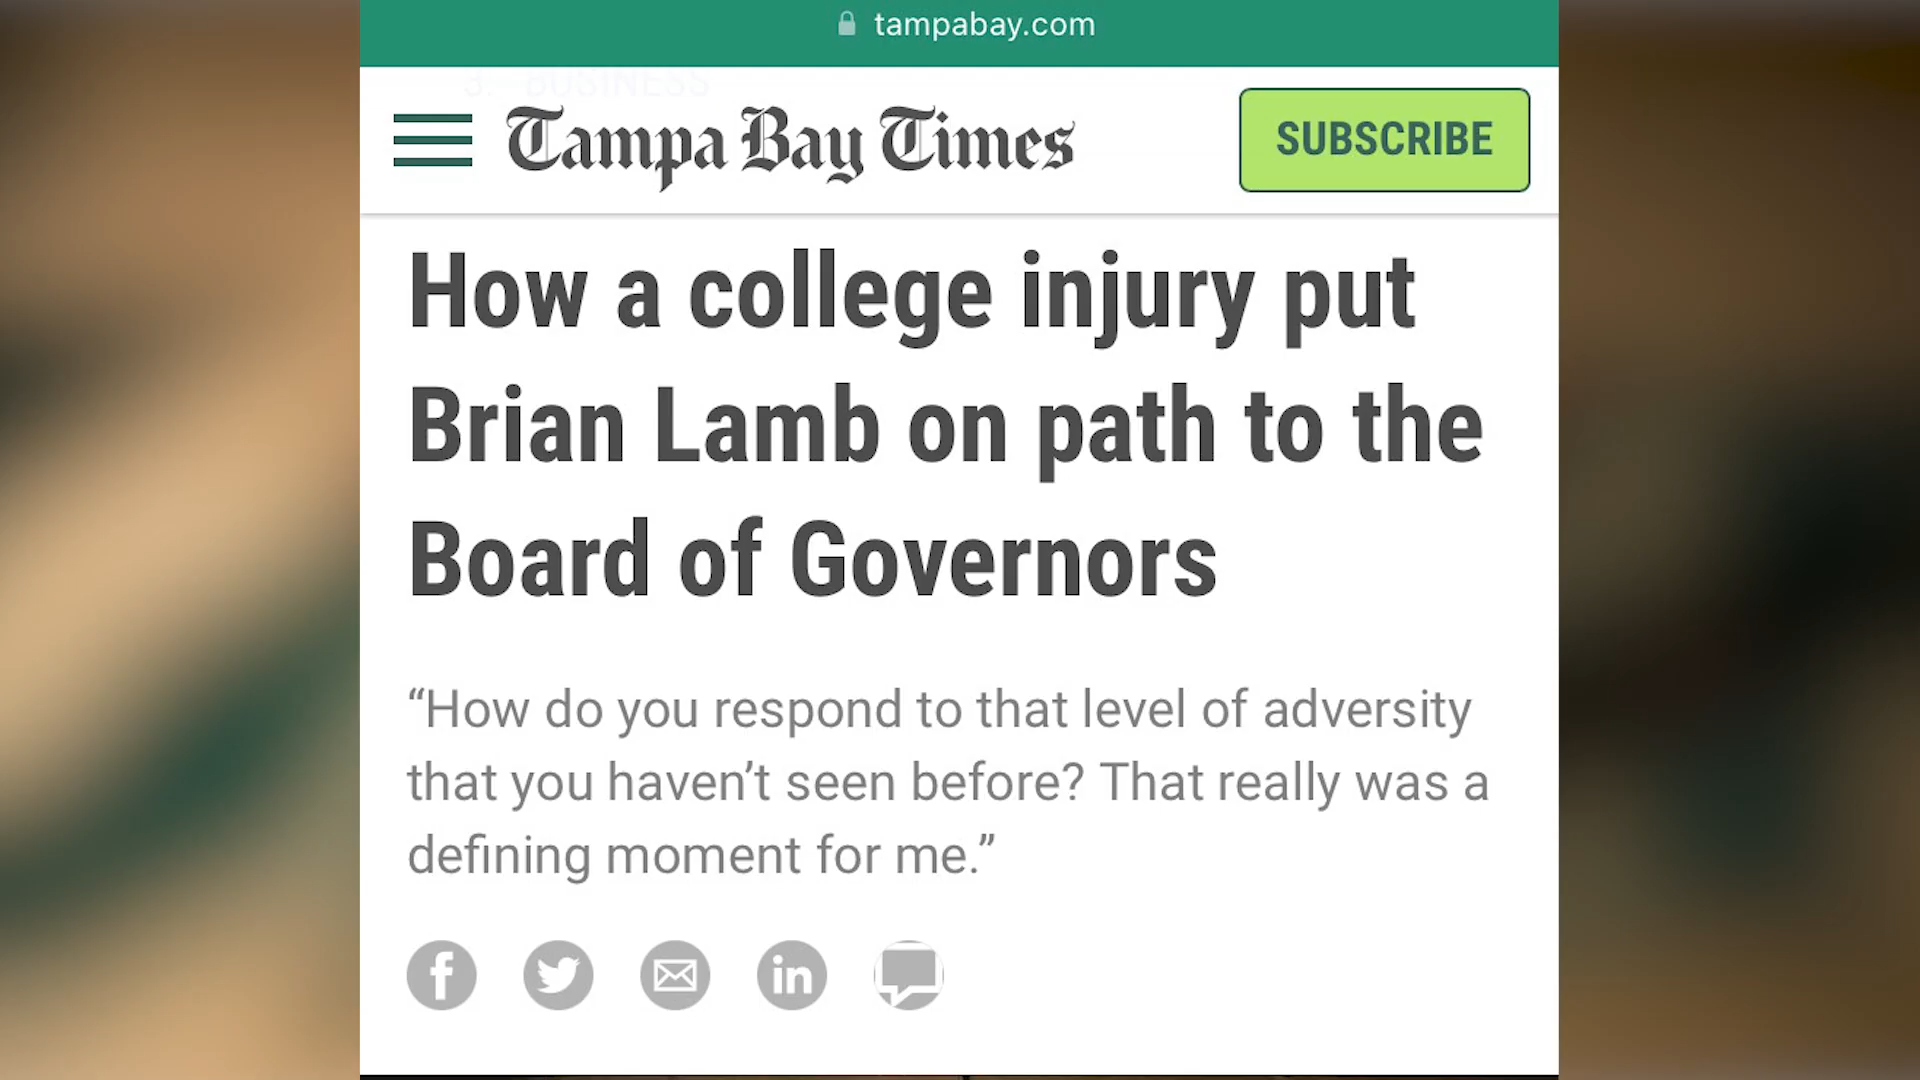 tampabay.com
3. BUSINESS
Tampa Bay Times
SUBSCRIBE
How a college injury put
Brian Lamb on path to the
Board of Governors
“How do you respond to that level of adversity
that you haven’t seen before? That really was a
defining moment for me.”